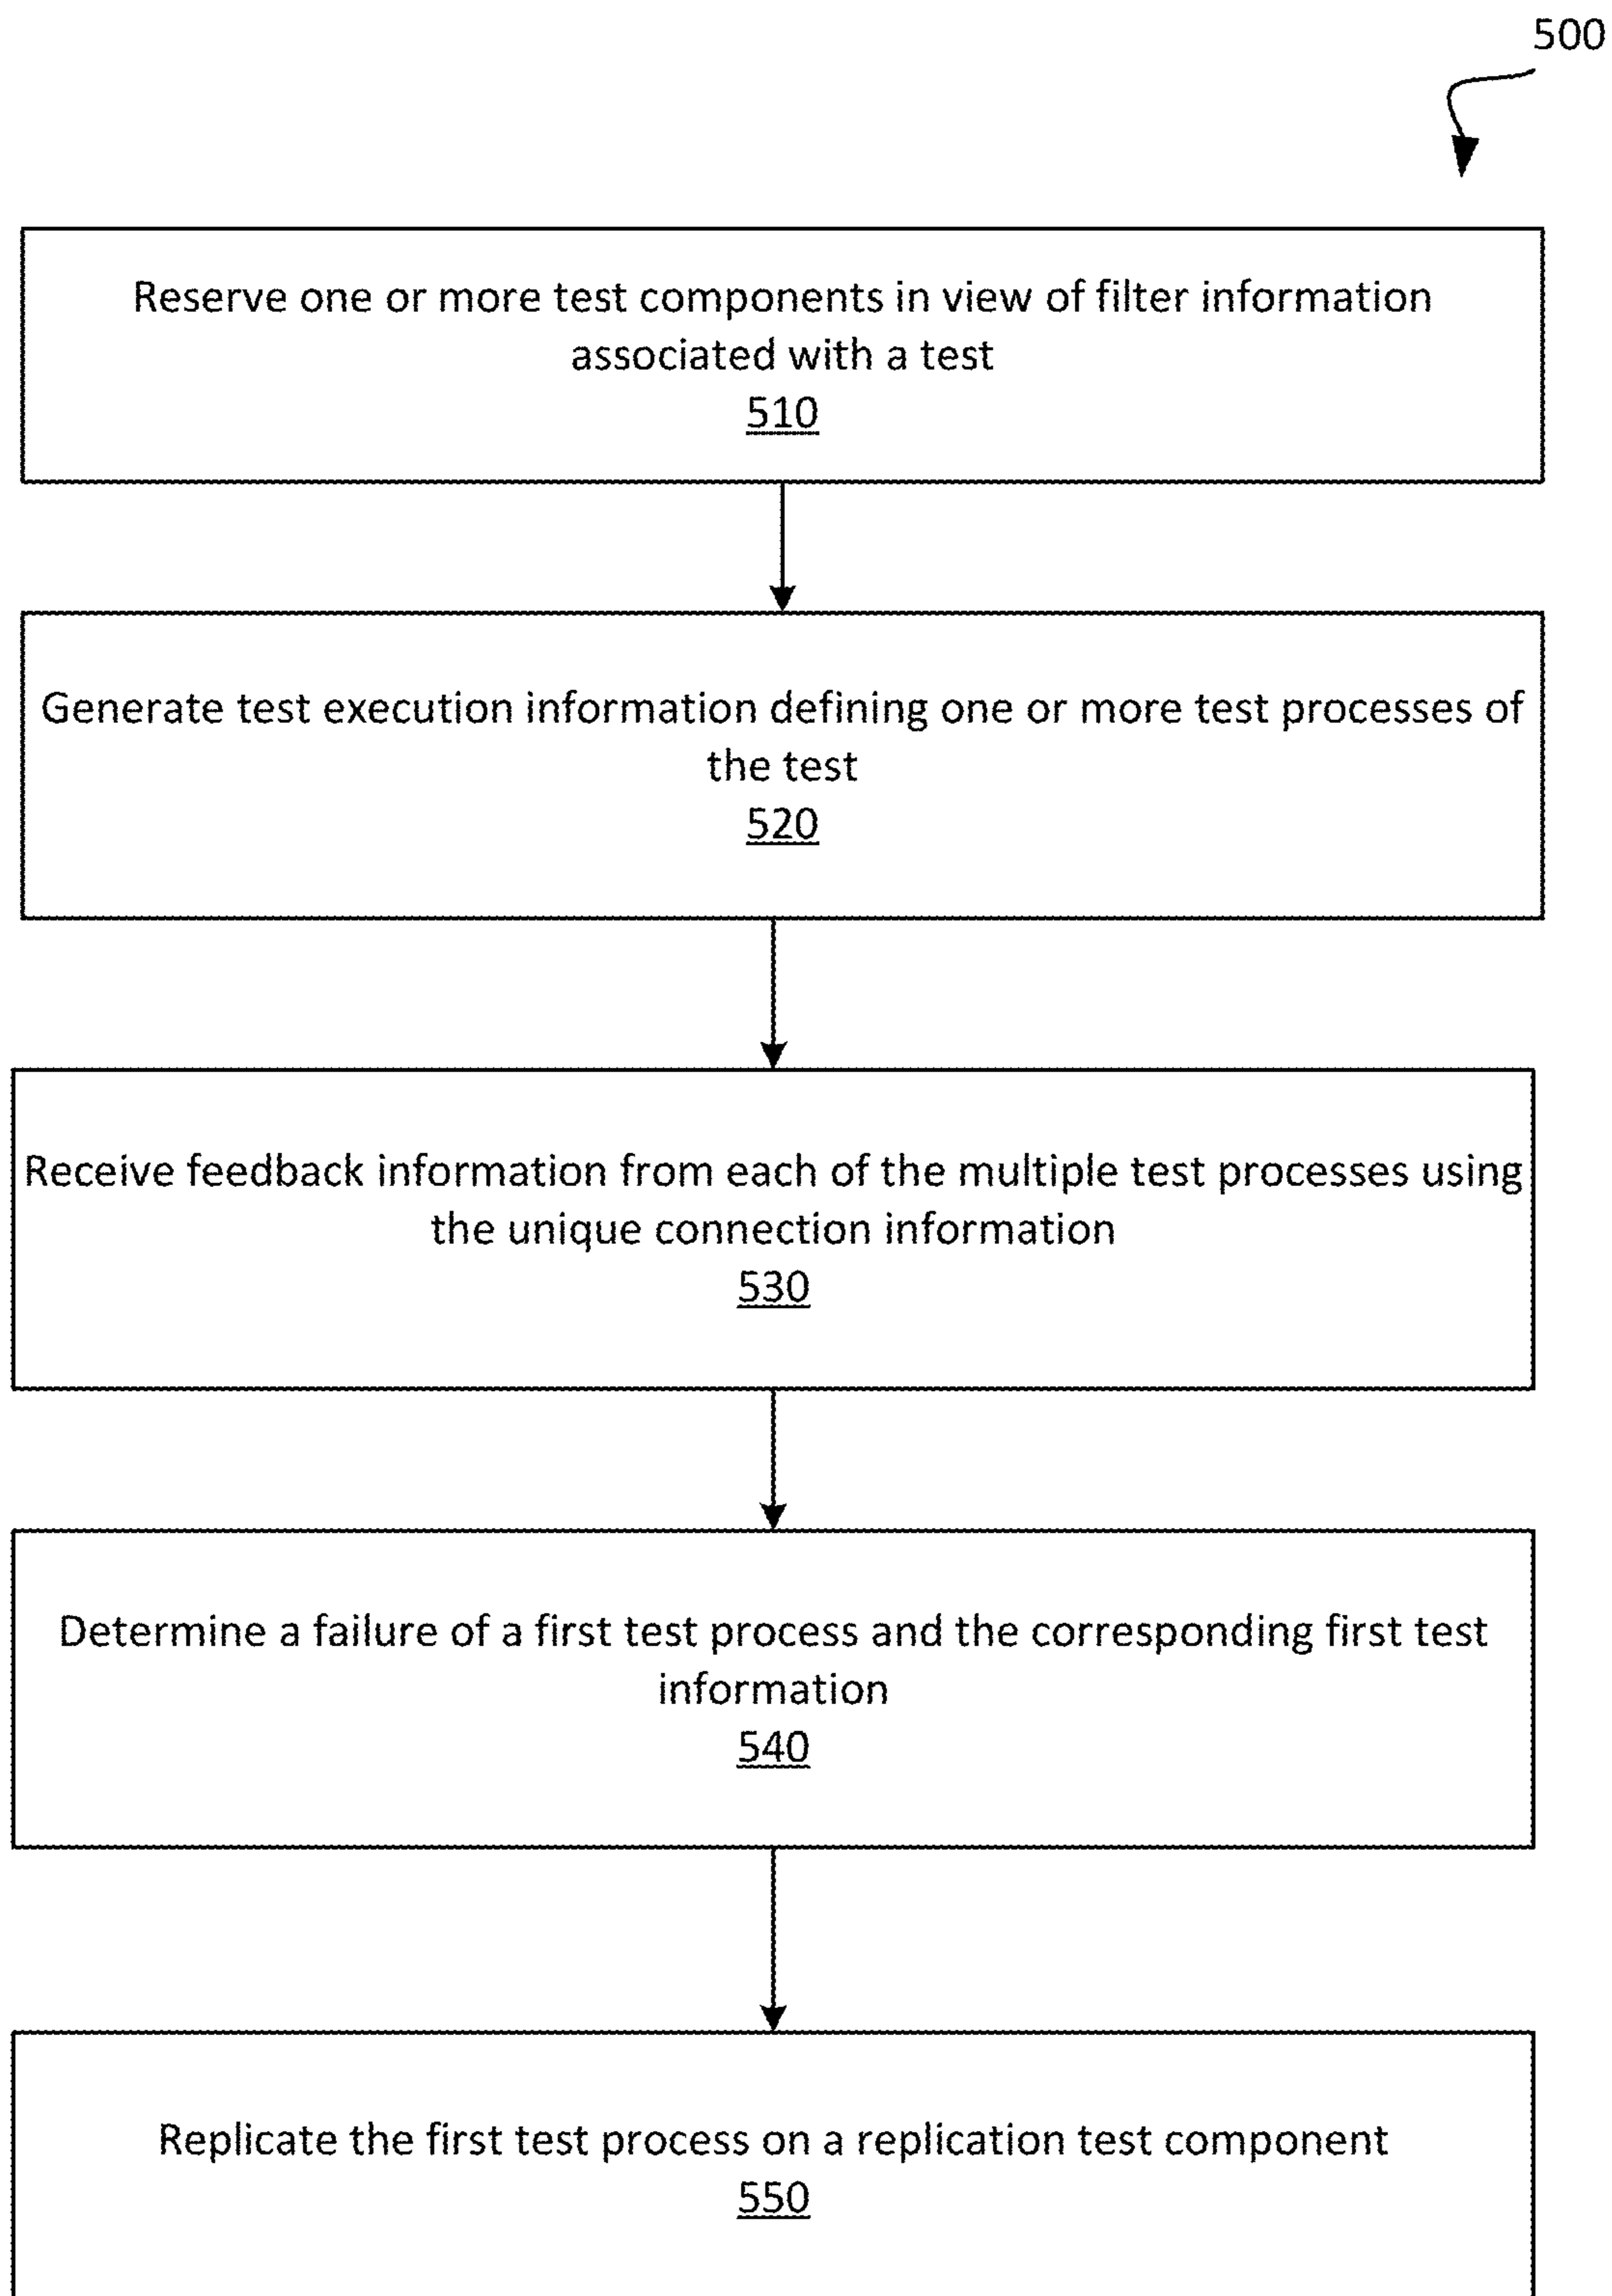 500
Reserve one or more test components in view of filter information
associated with a test
510
Generate test execution information defining one or more test processes of
the test
520
Receive feedback information from each of the multiple test processes using
the unique connection information
530
Determine a failure of a first test process and the corresponding first test
information
540
Replicate the first test process on a replication test component
550